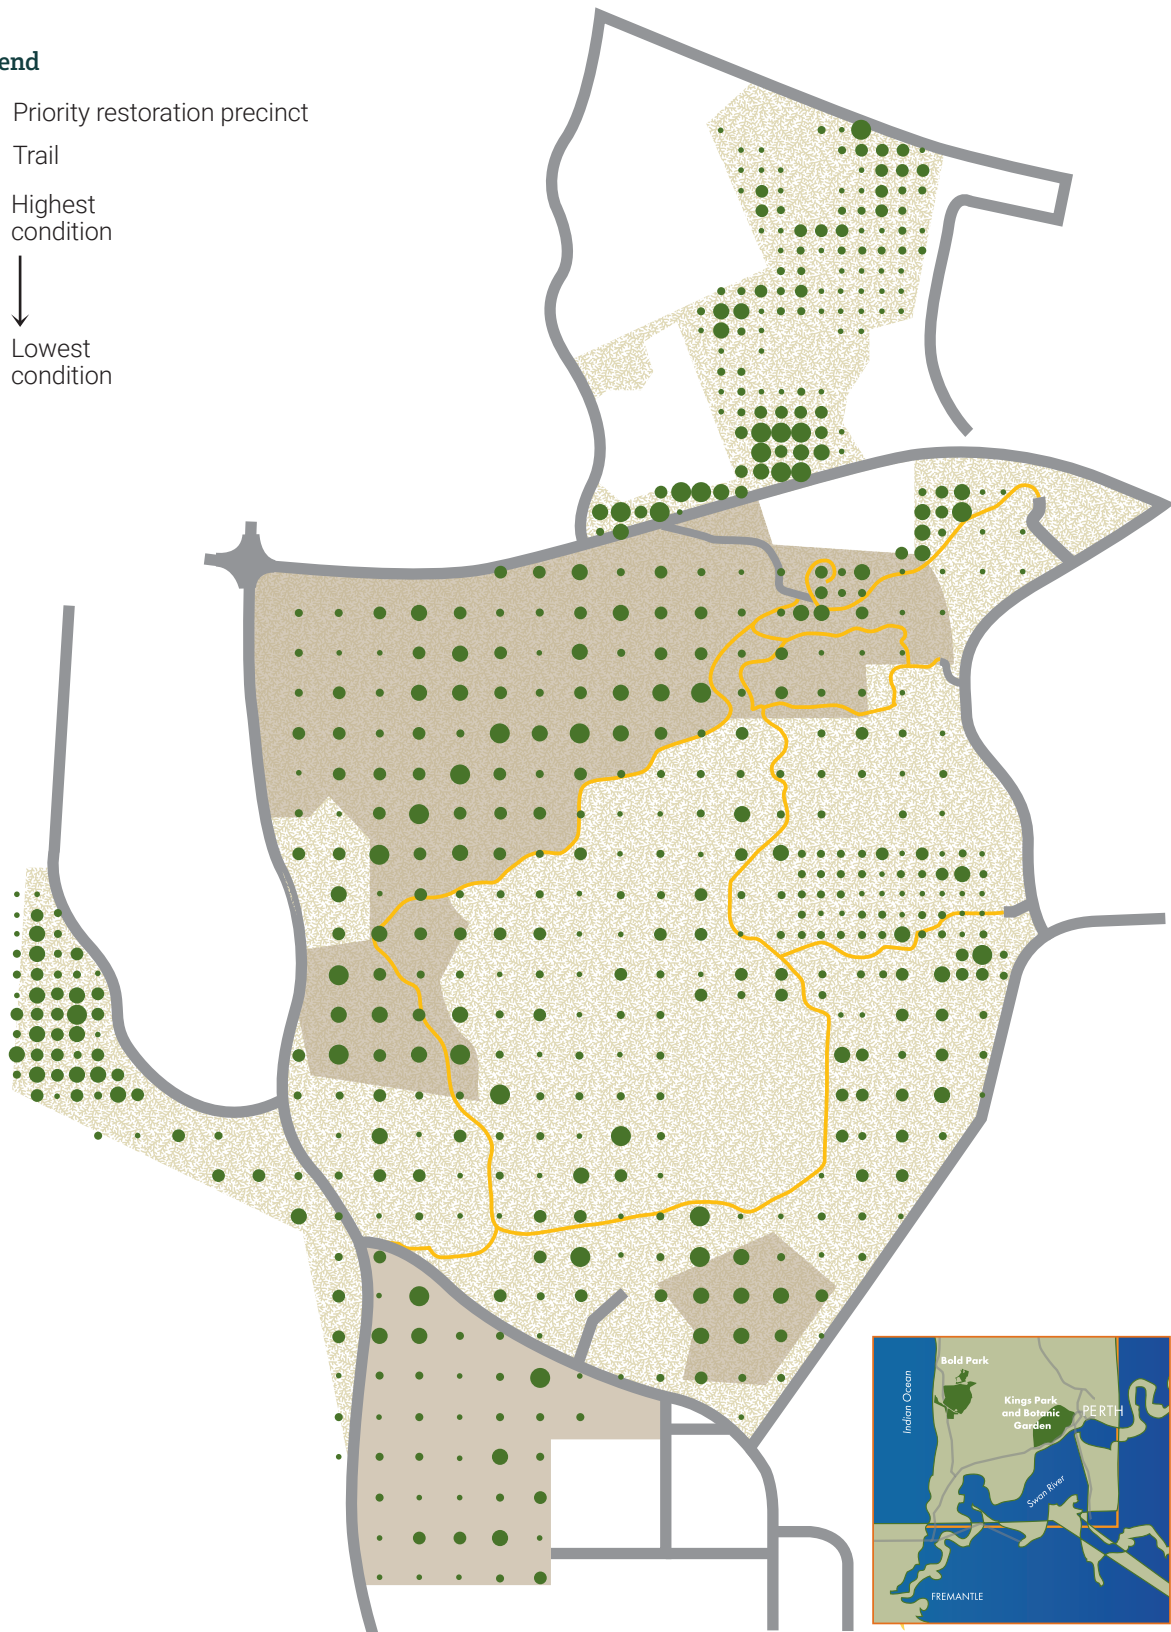 end
Priority restoration precinct
Trail
Highest
condition
Lowest
condition
Bold Park
Indian Ocean
Kings Park
and Botanic
Garden
PERTH
Swan River
FREMANTLE